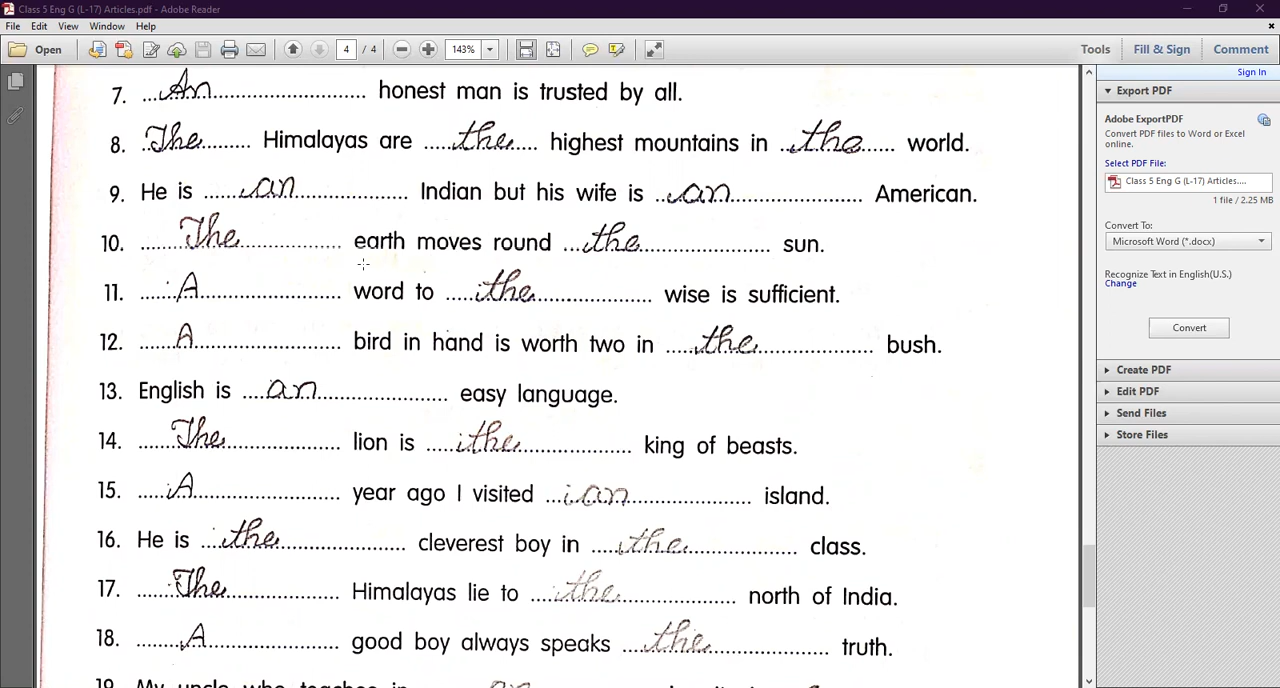 Class 5 Eng G (L-17) Articles.pdf - Adobe Reader
File Edit View Window Help
Open 4 / 4 143% Tools Fill & Sign Comment
Sign In
7. An honest man is trusted by all.
8. The Himalayas are the highest mountains in the world.
9. He is an Indian but his wife is an American.
10. The earth moves round the sun.
11. A word to the wise is sufficient.
12. A bird in hand is worth two in the bush.
13. English is an easy language.
14. The lion is the king of beasts.
15. A year ago I visited an island.
16. He is the cleverest boy in the class.
17. The Himalayas lie to the north of India.
18. A good boy always speaks the truth.
19. My uncle who teaches in an
Export PDF
Adobe ExportPDF
Convert PDF files to Word or Excel
online.
Select PDF File:
Class 5 Eng G (L-17) Articles....
1 file / 2.25 MB
Convert To:
Microsoft Word (*.docx)
Recognize Text in English(U.S.)
Change
Convert
Create PDF
Edit PDF
Send Files
Store Files